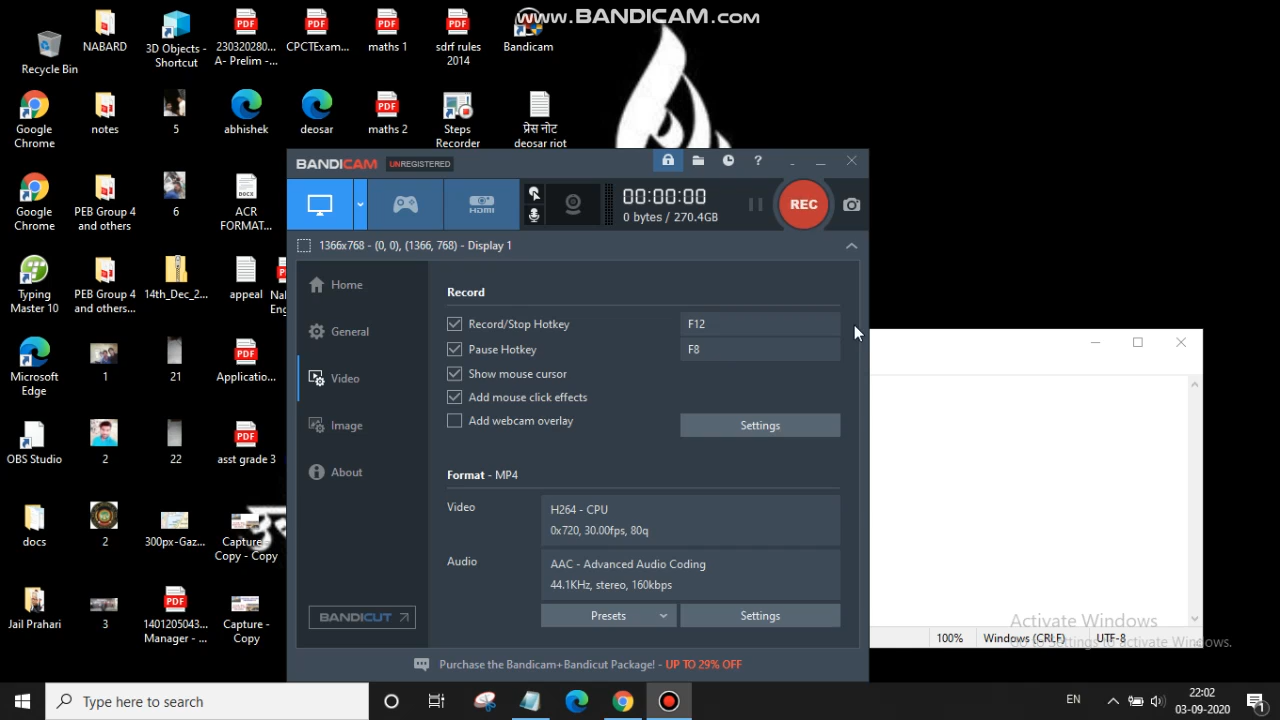 www.BANDICAM.com
Recycle Bin
NABARD
3D Objects - Shortcut
230320280... A- Prelim -...
CPCTExam...
maths 1
sdrf rules 2014
Bandicam
Google Chrome
notes
5
abhishek
deosar
maths 2
Steps Recorder
प्रेस नोट deosar riot
Google Chrome
PEB Group 4 and others
6
ACR FORMAT...
Typing Master 10
PEB Group 4 and others...
14th_Dec_2...
appeal
Microsoft Edge
1
21
Applicatio...
OBS Studio
2
22
asst grade 3
docs
2
300px-Gaz...
Capture - Copy - Copy
Jail Prahari
3
1401205043... Manager - ...
Capture - Copy
BANDICAM UNREGISTERED
00:00:00
0 bytes / 270.4GB
REC
HDMI
1366x768 - (0, 0), (1366, 768) - Display 1
Home
General
Video
Image
About
BANDICUT
Record
Record/Stop Hotkey F12
Pause Hotkey F8
Show mouse cursor
Add mouse click effects
Add webcam overlay
Settings
Format - MP4
Video
H264 - CPU
0x720, 30.00fps, 80q
Audio
AAC - Advanced Audio Coding
44.1KHz, stereo, 160kbps
Presets
Settings
Purchase the Bandicam+Bandicut Package! - UP TO 29% OFF
Activate Windows
Go to Settings to activate Windows.
100% Windows (CRLF) UTF-8
Type here to search
EN
22:02
03-09-2020
1